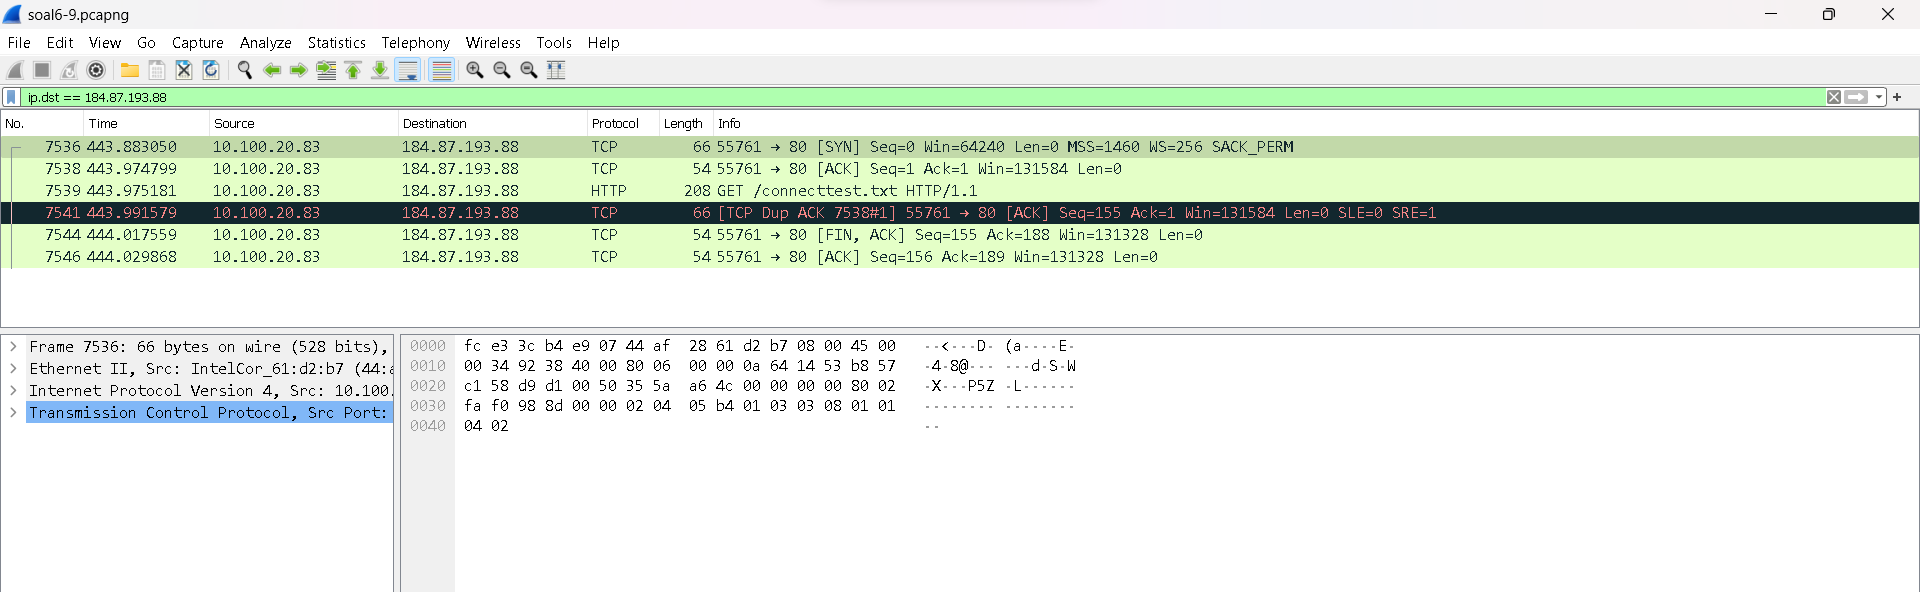 soal6-9.pcapng
File Edit View Go Capture Analyze Statistics Telephony Wireless Tools Help
ip.dst == 184.87.193.88
No. Time Source Destination Protocol Length Info
7536 443.883050 10.100.20.83 184.87.193.88 TCP 66 55761 → 80 [SYN] Seq=0 Win=64240 Len=0 MSS=1460 WS=256 SACK_PERM
7538 443.974799 10.100.20.83 184.87.193.88 TCP 54 55761 → 80 [ACK] Seq=1 Ack=1 Win=131584 Len=0
7539 443.975181 10.100.20.83 184.87.193.88 HTTP 208 GET /connecttest.txt HTTP/1.1
7541 443.991579 10.100.20.83 184.87.193.88 TCP 66 [TCP Dup ACK 7538#1] 55761 → 80 [ACK] Seq=155 Ack=1 Win=131584 Len=0 SLE=0 SRE=1
7544 444.017559 10.100.20.83 184.87.193.88 TCP 54 55761 → 80 [FIN, ACK] Seq=155 Ack=188 Win=131328 Len=0
7546 444.029868 10.100.20.83 184.87.193.88 TCP 54 55761 → 80 [ACK] Seq=156 Ack=189 Win=131328 Len=0
Frame 7536: 66 bytes on wire (528 bits),
Ethernet II, Src: IntelCor_61:d2:b7 (44:a
Internet Protocol Version 4, Src: 10.100.
Transmission Control Protocol, Src Port:
0000 fc e3 3c b4 e9 07 44 af 28 61 d2 b7 08 00 45 00 ··<···D· (a····E·
0010 00 34 92 38 40 00 80 06 00 00 0a 64 14 53 b8 57 ·4·8@··· ···d·S·W
0020 c1 58 d9 d1 00 50 35 5a a6 4c 00 00 00 00 80 02 ·X···P5Z ·L······
0030 fa f0 98 8d 00 00 02 04 05 b4 01 03 03 08 01 01 ········ ········
0040 04 02 ··